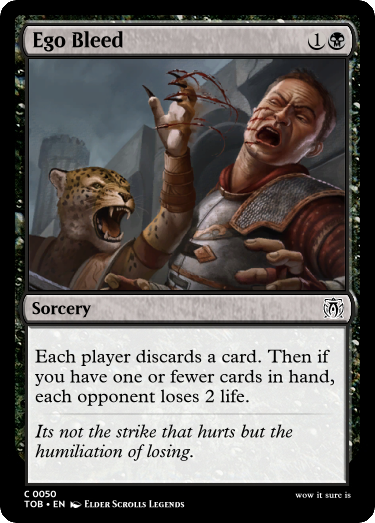 Ego Bleed 1
Sorcery
Each player discards a card. Then if
you have one or fewer cards in hand,
each opponent loses 2 life.
Its not the strike that hurts but the
humiliation of losing.
C 0050
TOB • EN ELDER SCROLLS LEGENDS
wow it sure is